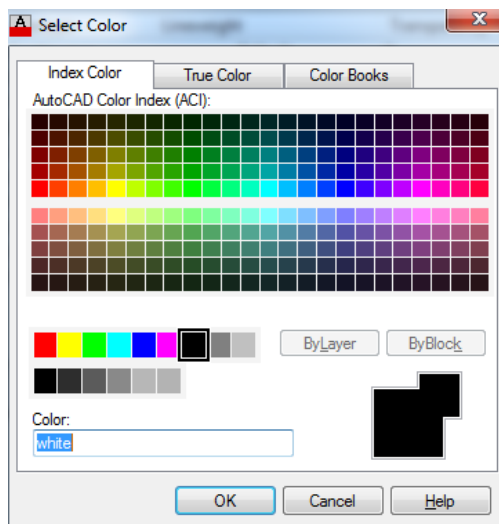 A Select Color
Index Color True Color Color Books
AutoCAD Color Index (ACI):
ByLayer ByBlock
Color:
white
OK Cancel Help